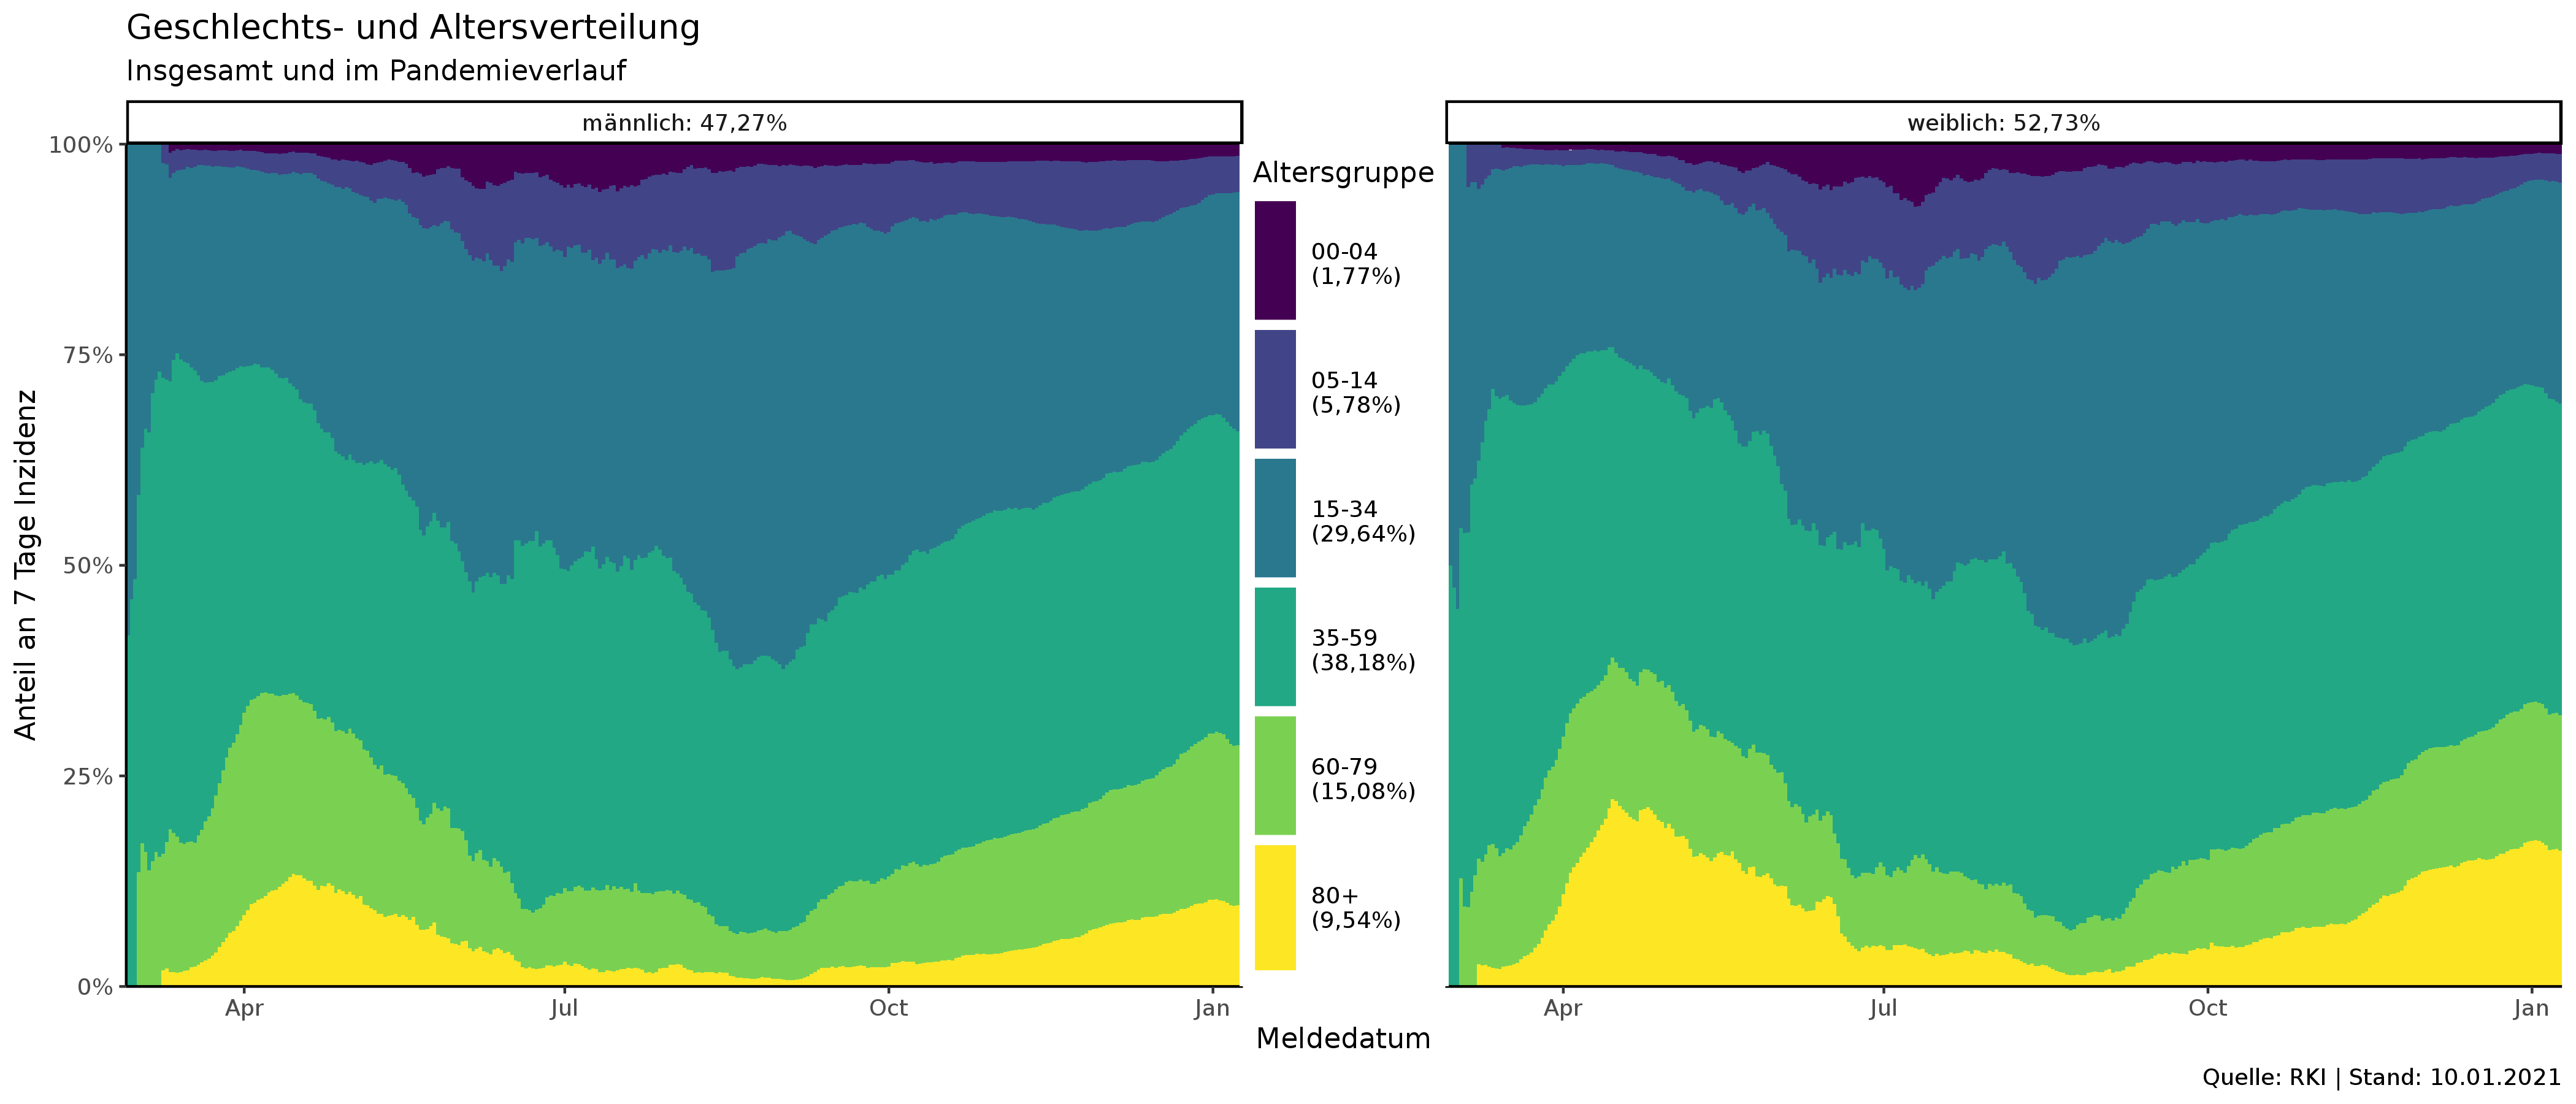 Geschlechts- und Altersverteilung
Insgesamt und im Pandemieverlauf
männlich: 47,27%
weiblich: 52,73%
Anteil an 7 Tage Inzidenz
100%
75%
50%
25%
0%
Apr
Jul
Oct
Jan
Altersgruppe
00-04
(1,77%)
05-14
(5,78%)
15-34
(29,64%)
35-59
(38,18%)
60-79
(15,08%)
80+
(9,54%)
Apr
Jul
Oct
Jan
Meldedatum
Quelle: RKI | Stand: 10.01.2021